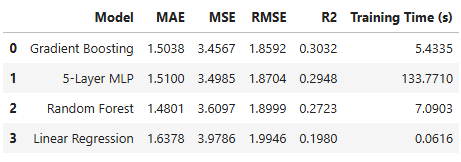 Model MAE MSE RMSE R2 Training Time (s)
0 Gradient Boosting 1.5038 3.4567 1.8592 0.3032 5.4335
1 5-Layer MLP 1.5100 3.4985 1.8704 0.2948 133.7710
2 Random Forest 1.4801 3.6097 1.8999 0.2723 7.0903
3 Linear Regression 1.6378 3.9786 1.9946 0.1980 0.0616